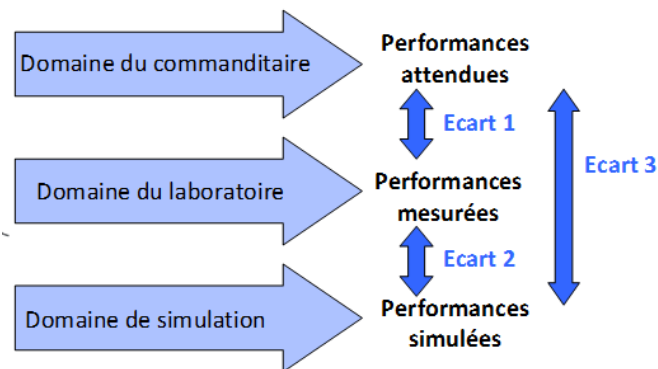 Domaine du commanditaire
Performances
attendues
Ecart 1
Ecart 3
Domaine du laboratoire
Performances
mesurées
Ecart 2
Domaine de simulation
Performances
simulées